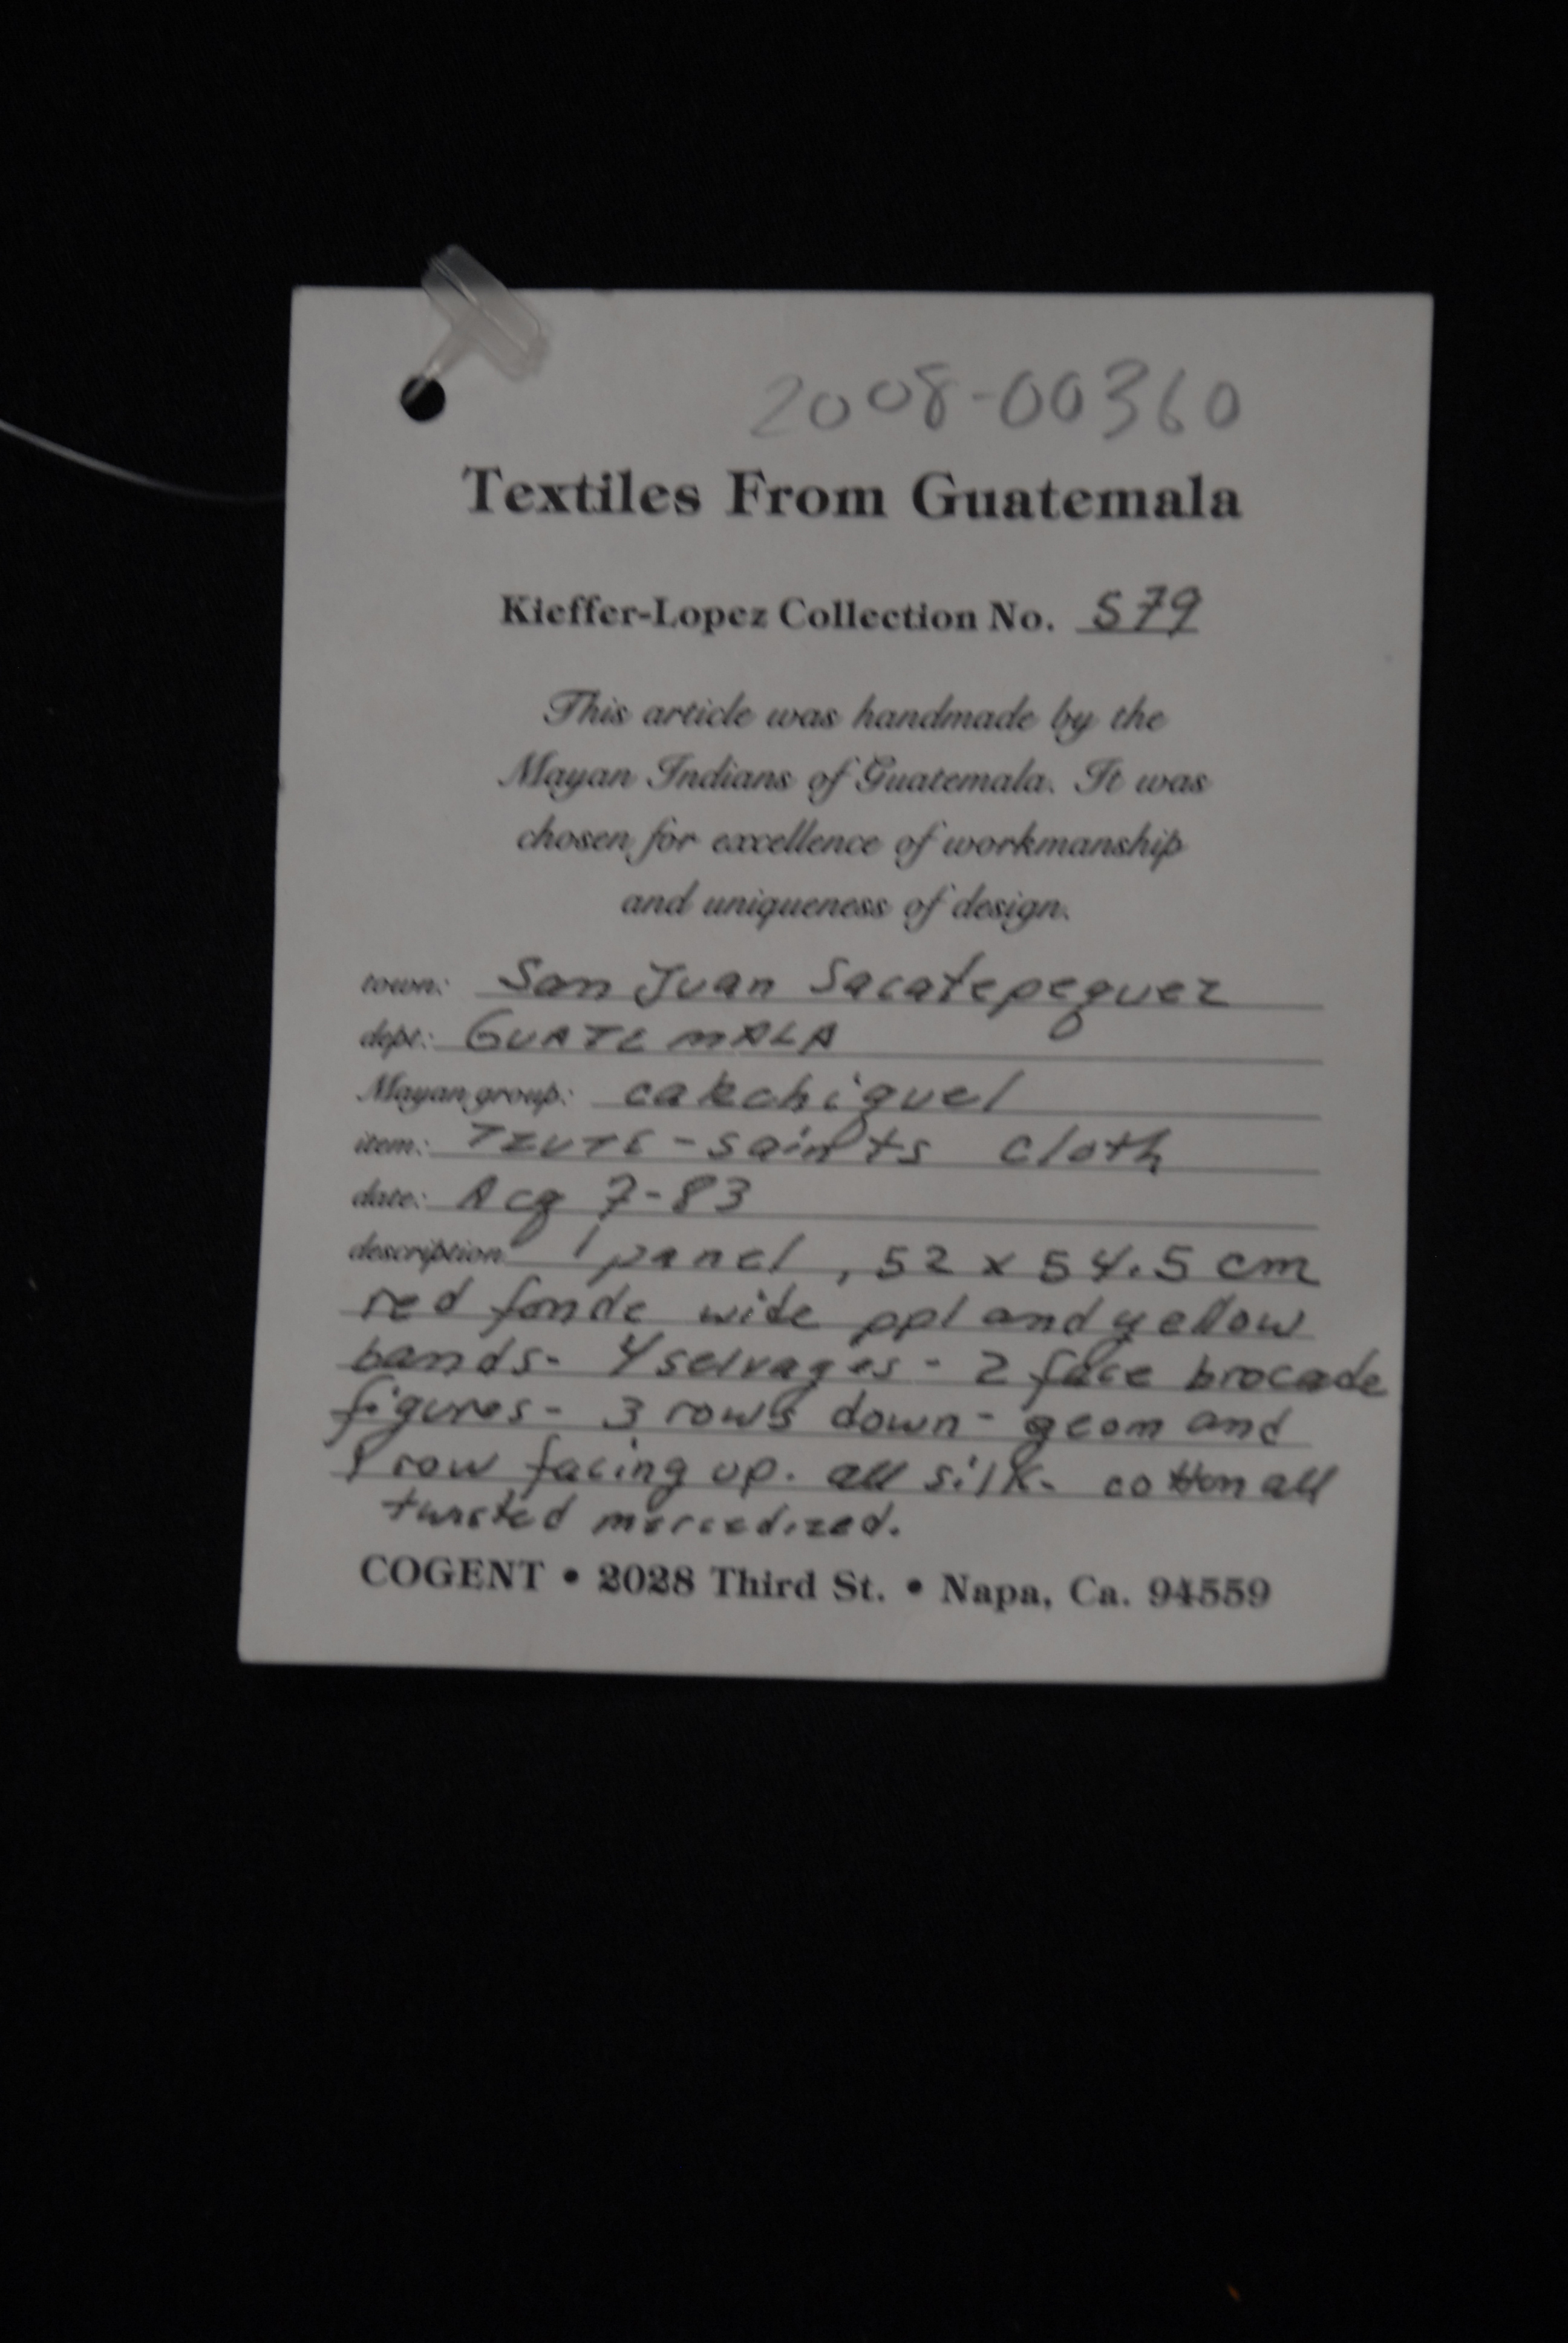 2008-00360
Textiles From Guatemala
Kieffer-Lopez Collection No. 579
This article was handmade by the
Mayan Indians of Guatemala. It was
chosen for excellence of workmanship
and uniqueness of design.
town: San Juan Sacatepequez
dept: GUATEMALA
Mayan group: cakchiquel
item: TZUTE - saints cloth
date: Acq 7-83
description: 1 panel, 52 x 54.5 cm
red fonde wide ppl and yellow
bands- 4 selvages - 2 face brocade
figures - 3 rows down - geom and
1 row facing up. all silk. cotton all
twisted mercedized.
COGENT • 2028 Third St. • Napa, Ca. 94559